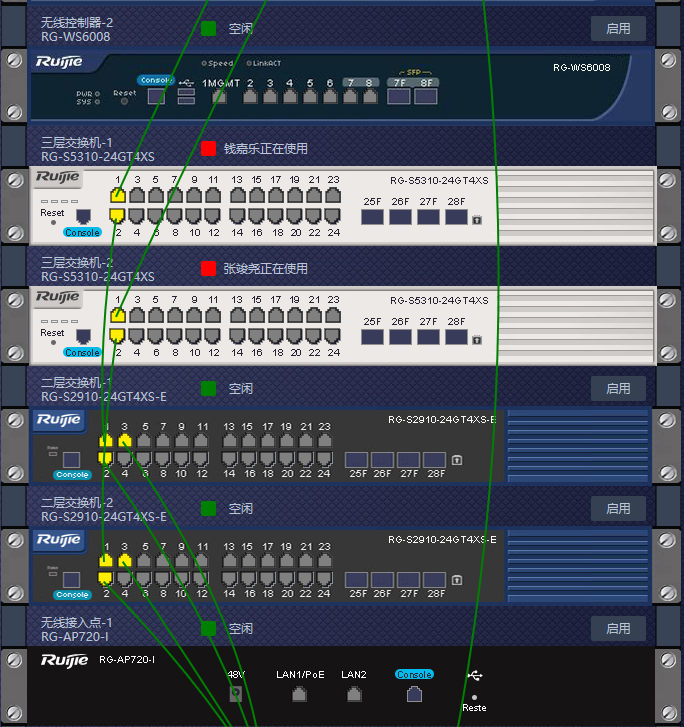 无线控制器-2
RG-WS6008
空闲
启用
Ruijie
Speed
Link/ACT
Console
1MGMT 2 3 4 5 6 7 8
SFP
7F 8F
RG-WS6008
PWR
SYS
Reset
三层交换机-1
RG-S5310-24GT4XS
钱嘉乐正在使用
Ruijie
1 3 5 7 9 11 13 15 17 19 21 23
RG-S5310-24GT4XS
25F 26F 27F 28F
Reset
Console
2 4 6 8 10 12 14 16 18 20 22 24
三层交换机-2
RG-S5310-24GT4XS
张竣尧正在使用
Ruijie
1 3 5 7 9 11 13 15 17 19 21 23
RG-S5310-24GT4XS
25F 26F 27F 28F
Reset
Console
2 4 6 8 10 12 14 16 18 20 22 24
二层交换机-1
RG-S2910-24GT4XS-E
空闲
启用
Ruijie
1 3 5 7 9 11 13 15 17 19 21 23
RG-S2910-24GT4XS-E
Console
2 4 6 8 10 12 14 16 18 20 22 24
25F 26F 27F 28F
二层交换机-2
RG-S2910-24GT4XS-E
空闲
启用
Ruijie
1 3 5 7 9 11 13 15 17 19 21 23
RG-S2910-24GT4XS-E
Console
2 4 6 8 10 12 14 16 18 20 22 24
25F 26F 27F 28F
无线接入点-1
RG-AP720-I
空闲
启用
Ruijie
RG-AP720-I
48V
LAN1/PoE
LAN2
Console
Reste